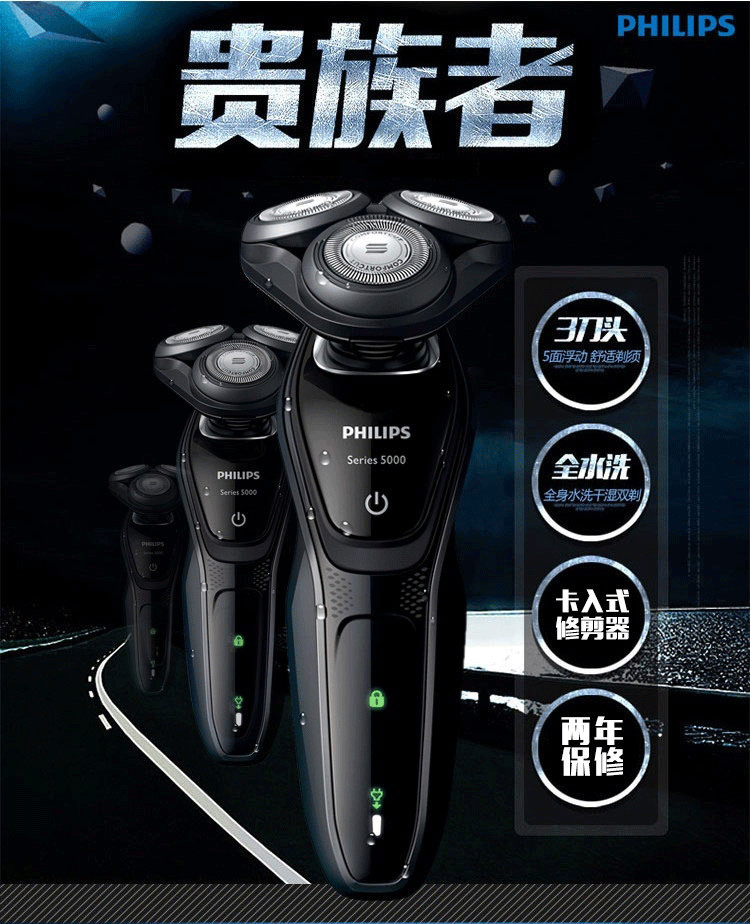 PHILIPS
贵族者
COMFORTCUT
PHILIPS
Series 5000
PHILIPS
Series 5000
PHILIPS
3刀头
5面浮动 舒适剃须
全水洗
全身水洗干湿双剃
卡入式
修剪器
两年
保修